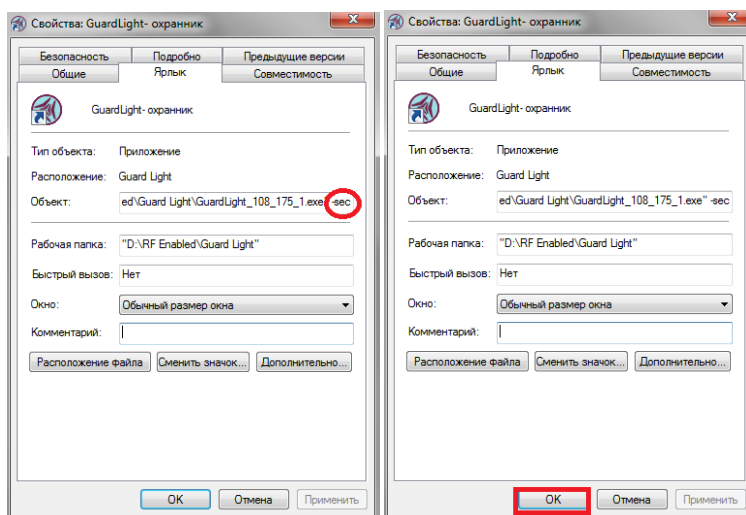 Свойства: GuardLight- охранник
Безопасность Подробно Предыдущие версии
Общие Ярлык Совместимость
GuardLight- охранник
Тип объекта: Приложение
Расположение: Guard Light
Объект: ed\Guard Light\GuardLight_108_175_1.exe" -sec
Рабочая папка: "D:\RF Enabled\Guard Light"
Быстрый вызов: Нет
Окно: Обычный размер окна
Комментарий:
Расположение файла Сменить значок... Дополнительно...
OK Отмена Применить
Свойства: GuardLight- охранник
Безопасность Подробно Предыдущие версии
Общие Ярлык Совместимость
GuardLight- охранник
Тип объекта: Приложение
Расположение: Guard Light
Объект: ed\Guard Light\GuardLight_108_175_1.exe" -sec
Рабочая папка: "D:\RF Enabled\Guard Light"
Быстрый вызов: Нет
Окно: Обычный размер окна
Комментарий:
Расположение файла Сменить значок... Дополнительно...
OK Отмена Применить